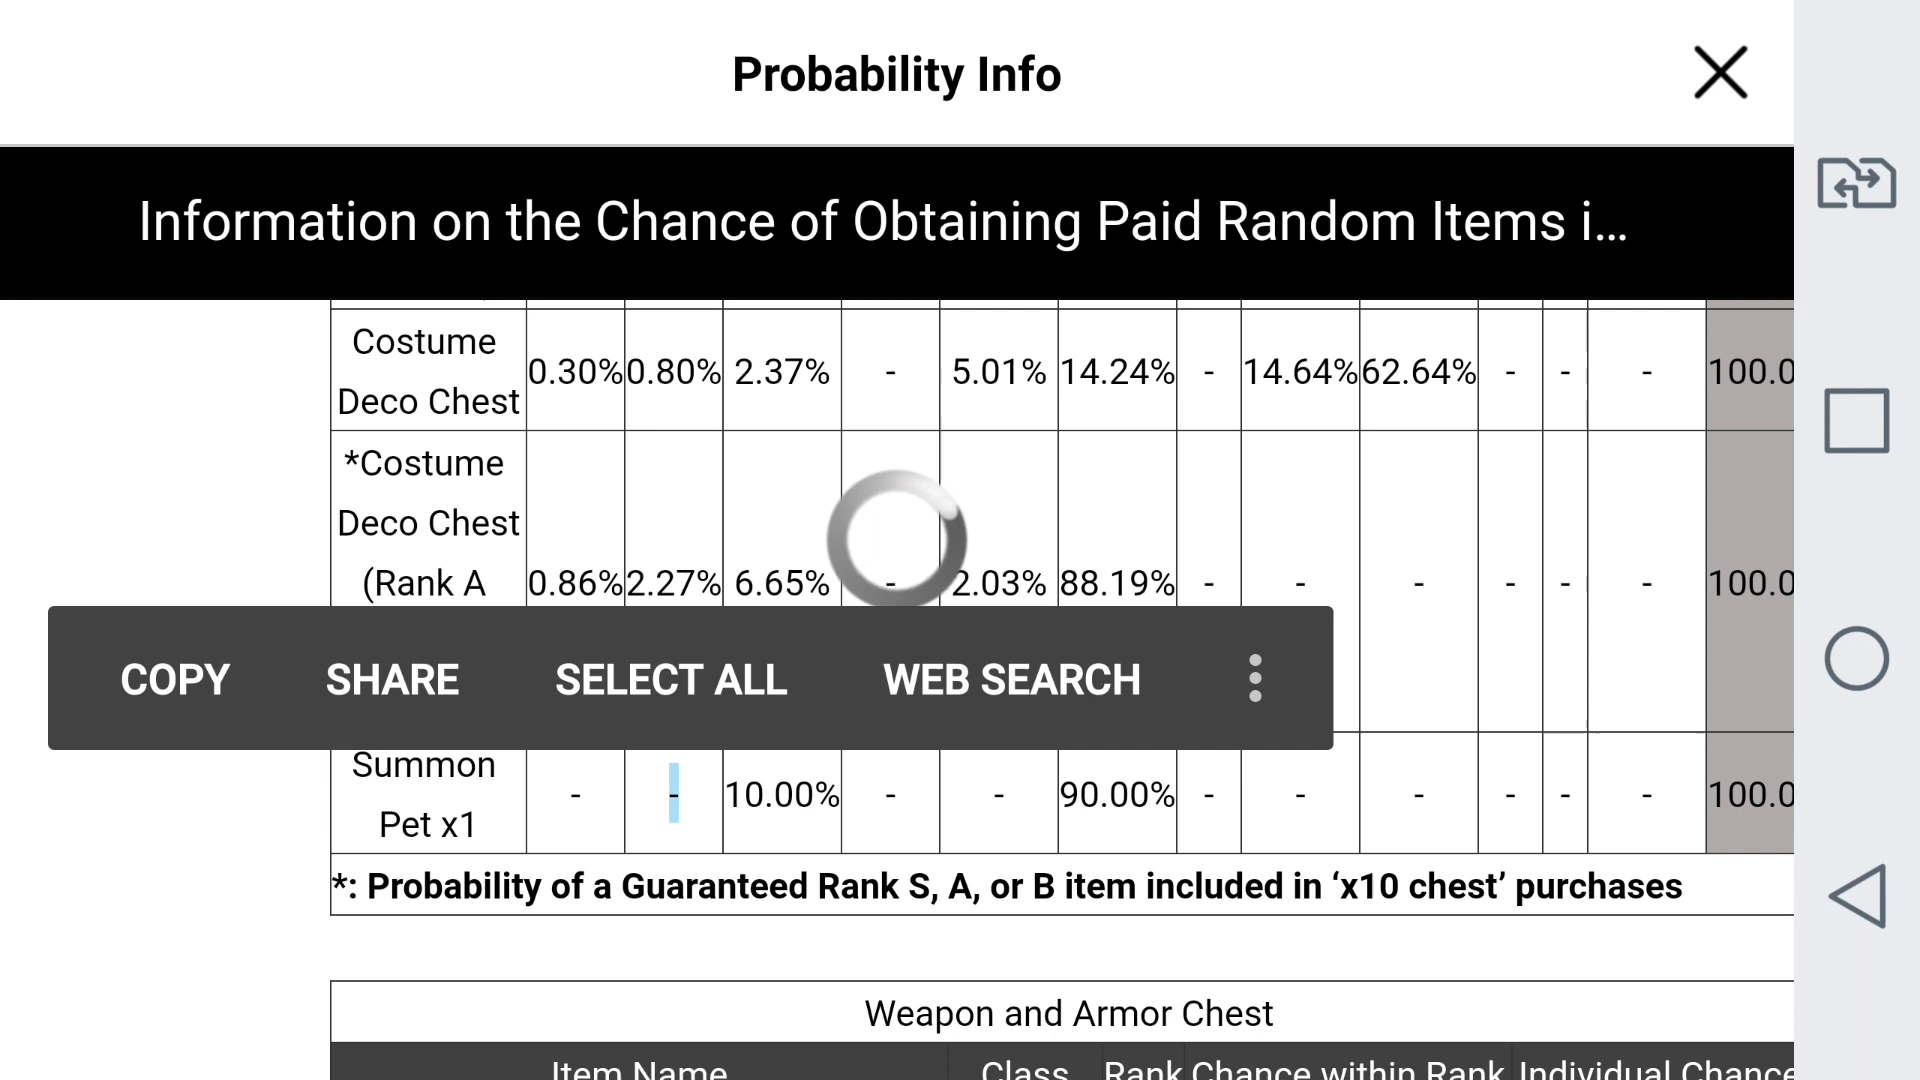 Probability Info
Information on the Chance of Obtaining Paid Random Items i...
Costume
Deco Chest
0.30% 0.80% 2.37% - 5.01% 14.24% - 14.64% 62.64% - - - 100.0
*Costume
Deco Chest
(Rank A
0.86% 2.27% 6.65% - 2.03% 88.19% - - - - - - 100.0
COPY SHARE SELECT ALL WEB SEARCH
Summon
Pet x1
- - 10.00% - - 90.00% - - - - - - 100.0
*: Probability of a Guaranteed Rank S, A, or B item included in ‘x10 chest’ purchases
Weapon and Armor Chest
Item Name Class Rank Chance within Rank Individual Chance